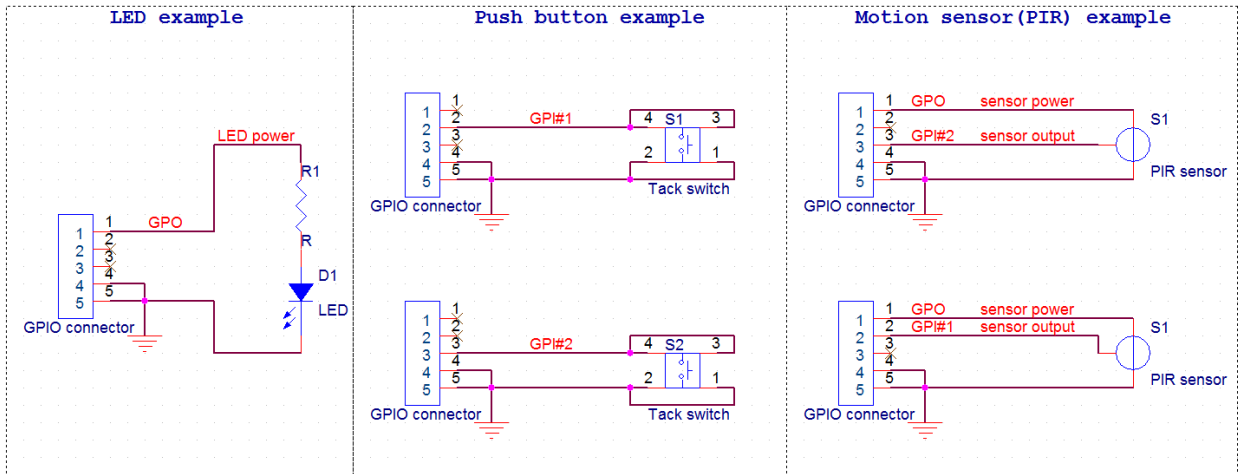 LED example
LED power
R1
R
GPO
1
2
3
4
5
1
2
3
4
5
D1
LED
GPIO connector
Push button example
1
2
3
4
5
1
2
3
4
5
GPI#1
4
S1
3
2
1
Tack switch
GPIO connector
1
2
3
4
5
1
2
3
4
5
GPI#2
4
S2
3
2
1
Tack switch
GPIO connector
Motion sensor(PIR) example
1
2
3
4
5
1
2
3
4
5
GPO sensor power
GPI#2 sensor output
S1
PIR sensor
GPIO connector
1
2
3
4
5
1
2
3
4
5
GPO sensor power
GPI#1 sensor output
S1
PIR sensor
GPIO connector